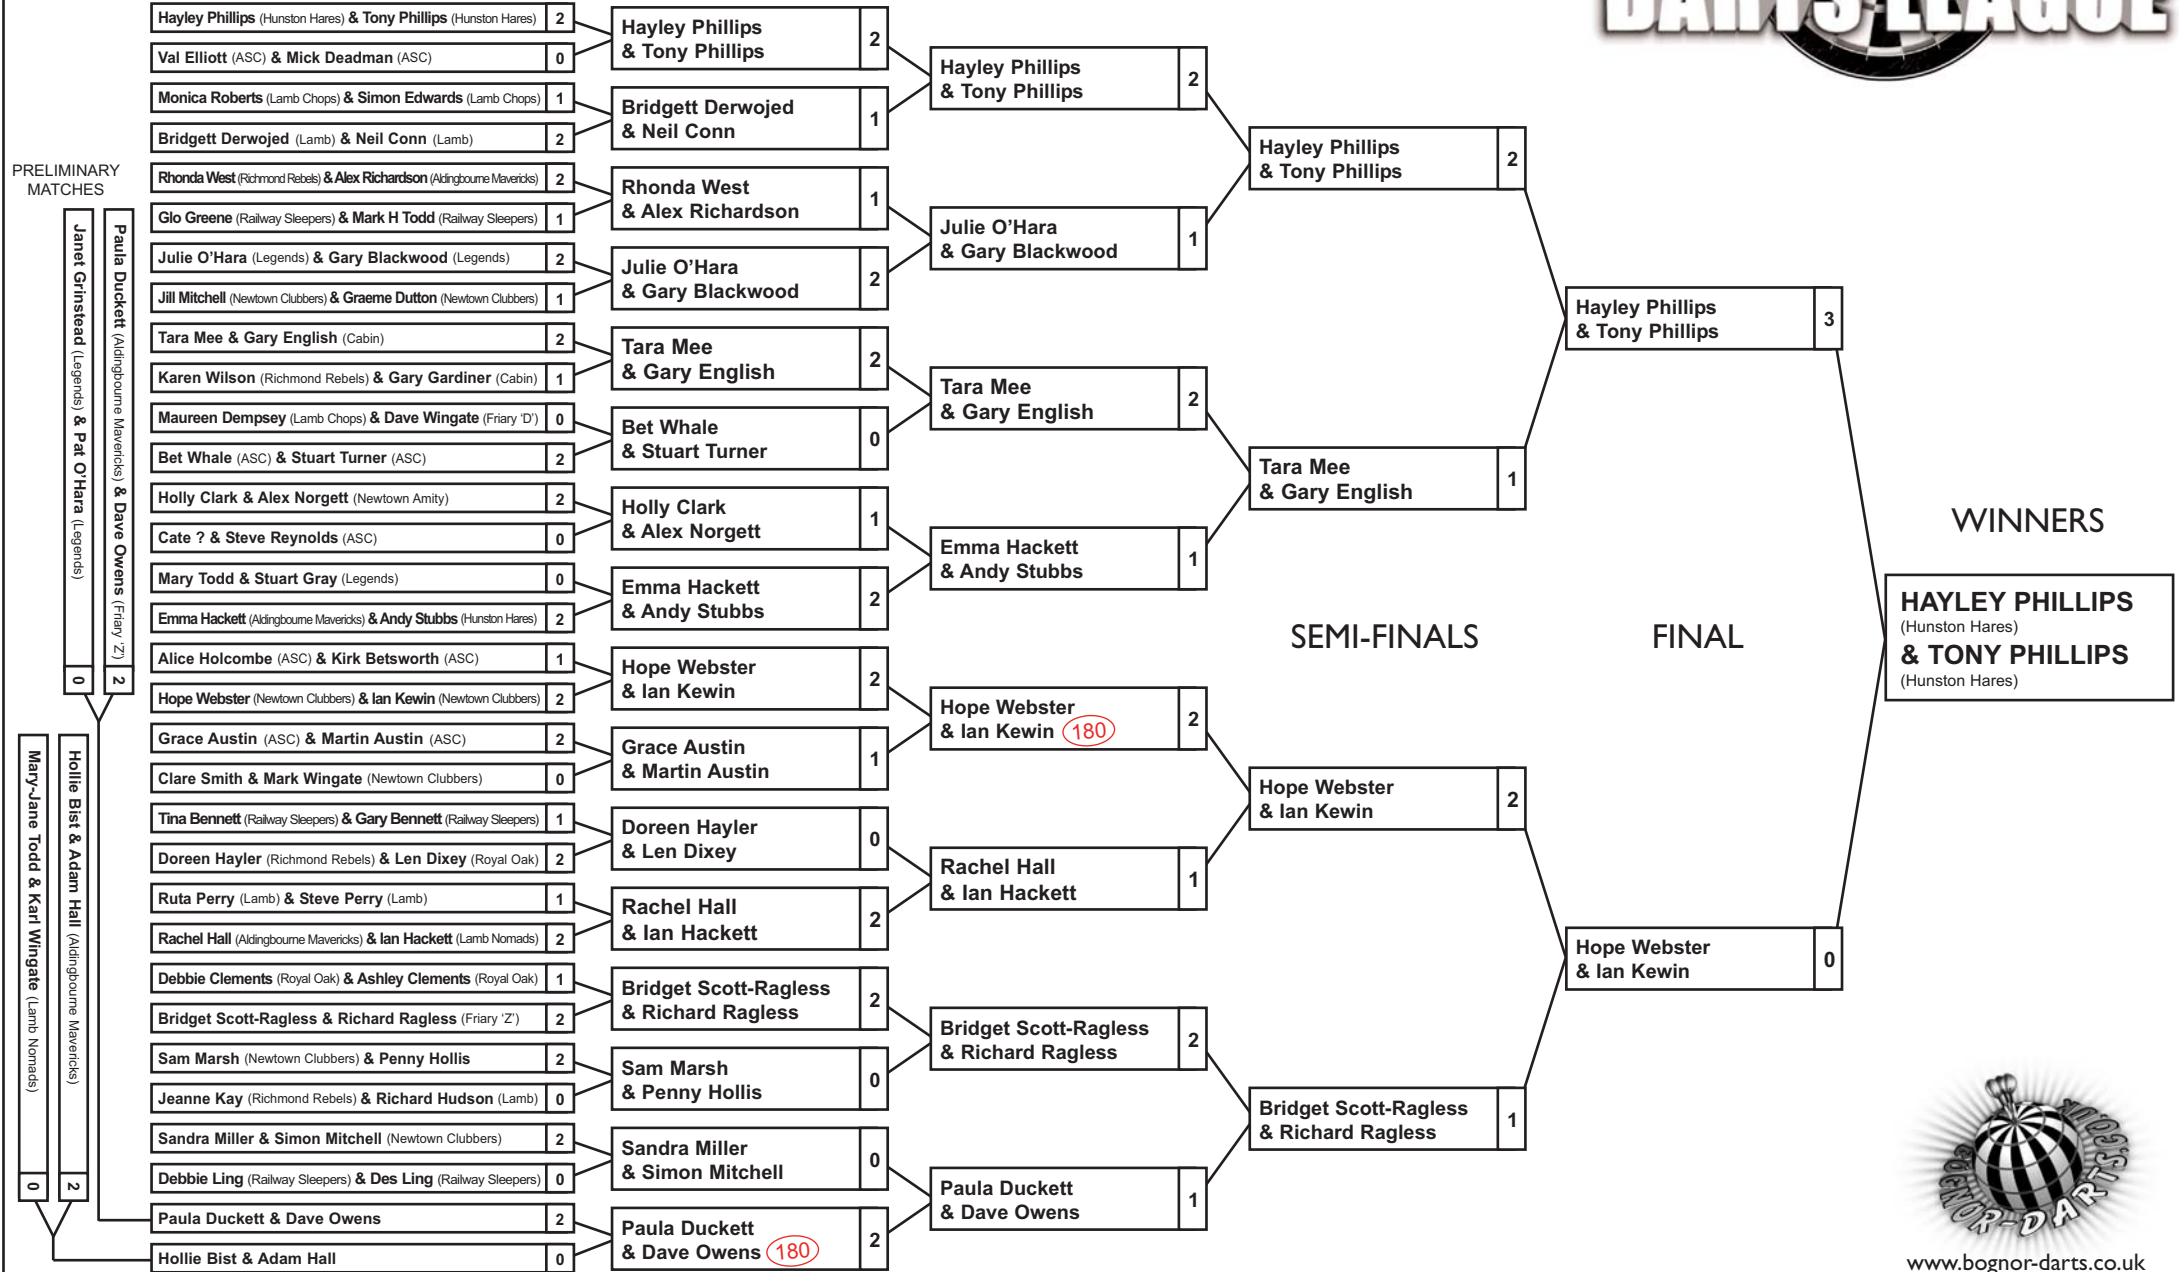 DARTS LEAGUE
PRELIMINARY
MATCHES
Janet Grinstead (Legends) & Pat O'Hara (Legends) 0
Paula Duckett (Aldingbourne Mavericks) & Dave Owens (Friary 'Z') 2
Mary-Jane Todd & Karl Wingate (Lamb Nomads) 0
Hollie Bist & Adam Hall (Aldingbourne Mavericks) 2
Hayley Phillips (Hunston Hares) & Tony Phillips (Hunston Hares) 2
Val Elliott (ASC) & Mick Deadman (ASC) 0
Monica Roberts (Lamb Chops) & Simon Edwards (Lamb Chops) 1
Bridgett Derwojed (Lamb) & Neil Conn (Lamb) 2
Rhonda West (Richmond Rebels) & Alex Richardson (Aldingbourne Mavericks) 2
Glo Greene (Railway Sleepers) & Mark H Todd (Railway Sleepers) 1
Julie O'Hara (Legends) & Gary Blackwood (Legends) 2
Jill Mitchell (Newtown Clubbers) & Graeme Dutton (Newtown Clubbers) 1
Tara Mee & Gary English (Cabin) 2
Karen Wilson (Richmond Rebels) & Gary Gardiner (Cabin) 1
Maureen Dempsey (Lamb Chops) & Dave Wingate (Friary 'D') 0
Bet Whale (ASC) & Stuart Turner (ASC) 2
Holly Clark & Alex Norgett (Newtown Amity) 2
Cate ? & Steve Reynolds (ASC) 0
Mary Todd & Stuart Gray (Legends) 0
Emma Hackett (Aldingbourne Mavericks) & Andy Stubbs (Hunston Hares) 2
Alice Holcombe (ASC) & Kirk Betsworth (ASC) 1
Hope Webster (Newtown Clubbers) & Ian Kewin (Newtown Clubbers) 2
Grace Austin (ASC) & Martin Austin (ASC) 2
Clare Smith & Mark Wingate (Newtown Clubbers) 0
Tina Bennett (Railway Sleepers) & Gary Bennett (Railway Sleepers) 1
Doreen Hayler (Richmond Rebels) & Len Dixey (Royal Oak) 2
Ruta Perry (Lamb) & Steve Perry (Lamb) 1
Rachel Hall (Aldingbourne Mavericks) & Ian Hackett (Lamb Nomads) 2
Debbie Clements (Royal Oak) & Ashley Clements (Royal Oak) 1
Bridget Scott-Ragless & Richard Ragless (Friary 'Z') 2
Sam Marsh (Newtown Clubbers) & Penny Hollis 2
Jeanne Kay (Richmond Rebels) & Richard Hudson (Lamb) 0
Sandra Miller & Simon Mitchell (Newtown Clubbers) 2
Debbie Ling (Railway Sleepers) & Des Ling (Railway Sleepers) 0
Paula Duckett & Dave Owens 2
Hollie Bist & Adam Hall 0
Hayley Phillips
& Tony Phillips 2
Bridgett Derwojed
& Neil Conn 1
Rhonda West
& Alex Richardson 1
Julie O'Hara
& Gary Blackwood 2
Tara Mee
& Gary English 2
Bet Whale
& Stuart Turner 0
Holly Clark
& Alex Norgett 1
Emma Hackett
& Andy Stubbs 2
Hope Webster
& Ian Kewin 2
Grace Austin
& Martin Austin 1
Doreen Hayler
& Len Dixey 0
Rachel Hall
& Ian Hackett 2
Bridget Scott-Ragless
& Richard Ragless 2
Sam Marsh
& Penny Hollis 0
Sandra Miller
& Simon Mitchell 0
Paula Duckett
& Dave Owens 180 2
Hayley Phillips
& Tony Phillips 2
Julie O'Hara
& Gary Blackwood 1
Tara Mee
& Gary English 2
Emma Hackett
& Andy Stubbs 1
Hope Webster
& Ian Kewin 180 2
Rachel Hall
& Ian Hackett 1
Bridget Scott-Ragless
& Richard Ragless 2
Paula Duckett
& Dave Owens 1
Hayley Phillips
& Tony Phillips 2
Tara Mee
& Gary English 1
SEMI-FINALS
Hope Webster
& Ian Kewin 2
Bridget Scott-Ragless
& Richard Ragless 1
Hayley Phillips
& Tony Phillips 3
FINAL
Hope Webster
& Ian Kewin 0
WINNERS
HAYLEY PHILLIPS
(Hunston Hares)
& TONY PHILLIPS
(Hunston Hares)
BOGNOR-DARTS.CO.UK
www.bognor-darts.co.uk